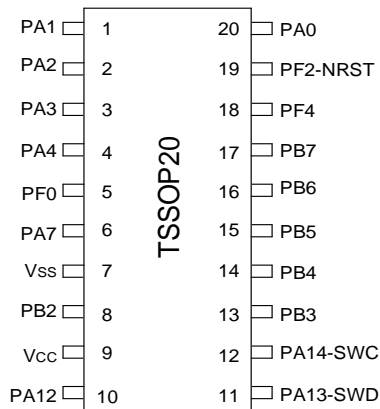 PA1 1 20 PA0
PA2 2 19 PF2-NRST
PA3 3 18 PF4
PA4 4 17 PB7
PF0 5 16 PB6
PA7 6 15 PB5
Vss 7 14 PB4
PB2 8 13 PB3
Vcc 9 12 PA14-SWC
PA12 10 11 PA13-SWD
TSSOP20